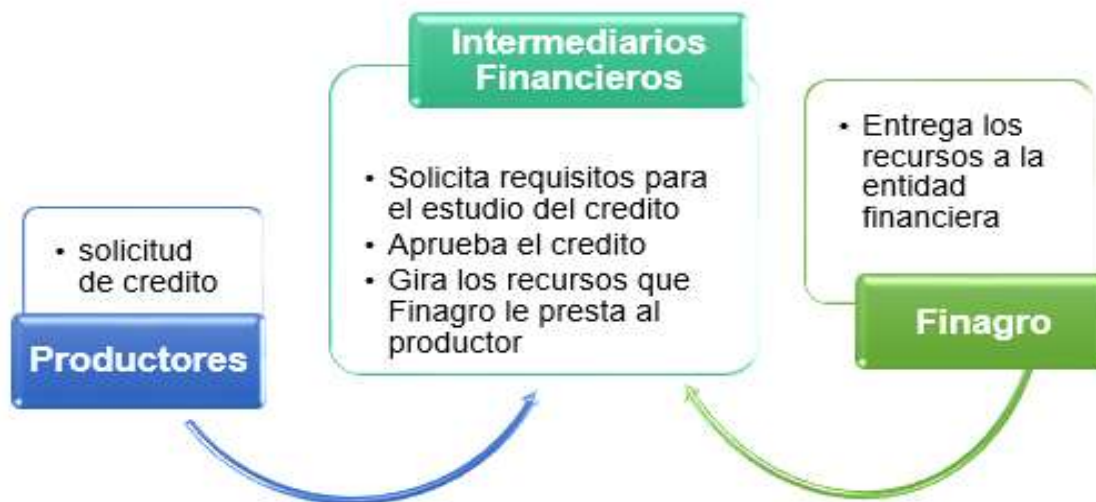 • solicitud
de credito
Productores
Intermediarios
Financieros
• Solicita requisitos para
el estudio del credito
• Aprueba el credito
• Gira los recursos que
Finagro le presta al
productor
• Entrega los
recursos a la
entidad
financiera
Finagro